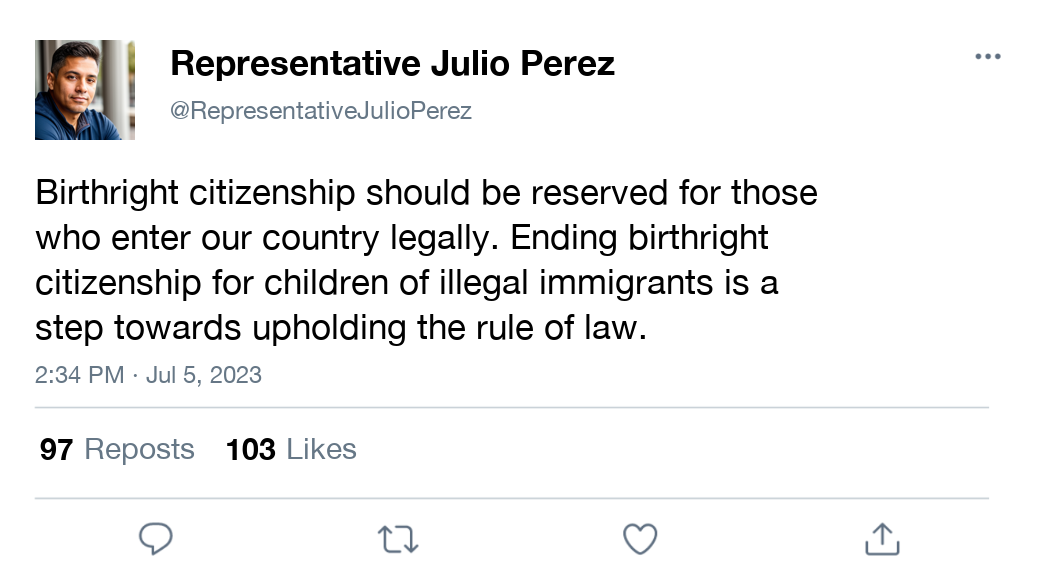 Representative Julio Perez
@RepresentativeJulioPerez
Birthright citizenship should be reserved for those
who enter our country legally. Ending birthright
citizenship for children of illegal immigrants is a
step towards upholding the rule of law.
2:34 PM · Jul 5, 2023
97 Reposts 103 Likes